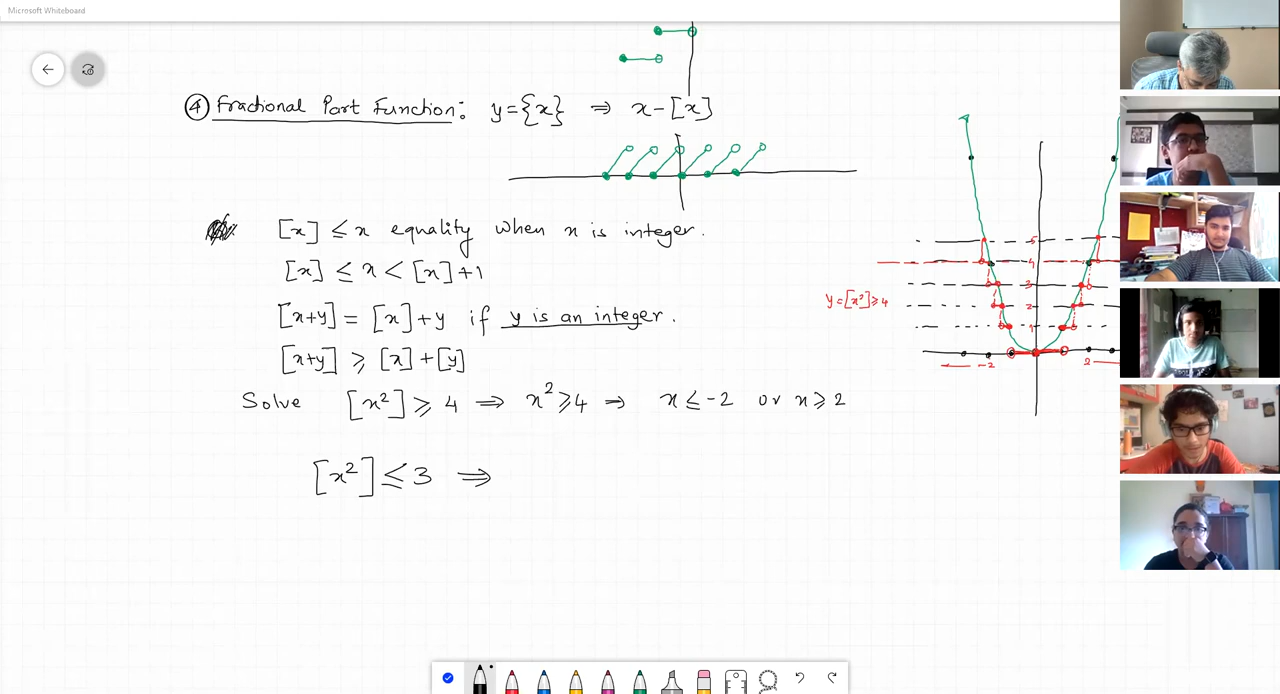 Microsoft Whiteboard
④ Fractional Part Function: y={x} ⇒ x-[x]
[x] ≤ x equality when x is integer.
[x] ≤ x < [x]+1
[x+y] = [x]+y if y is an integer.
[x+y] ⩾ [x]+[y]
Solve [x²] ⩾ 4 ⇒ x² ⩾ 4 ⇒ x ≤ -2 or x ⩾ 2
[x²] ≤ 3 ⇒
y=[x²]⩾4
5
4
3
2
1
-2
2